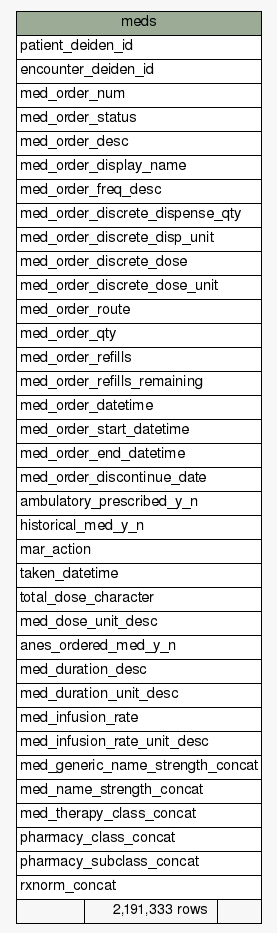 meds
patient_deiden_id
encounter_deiden_id
med_order_num
med_order_status
med_order_desc
med_order_display_name
med_order_freq_desc
med_order_discrete_dispense_qty
med_order_discrete_disp_unit
med_order_discrete_dose
med_order_discrete_dose_unit
med_order_route
med_order_qty
med_order_refills
med_order_refills_remaining
med_order_datetime
med_order_start_datetime
med_order_end_datetime
med_order_discontinue_date
ambulatory_prescribed_y_n
historical_med_y_n
mar_action
taken_datetime
total_dose_character
med_dose_unit_desc
anes_ordered_med_y_n
med_duration_desc
med_duration_unit_desc
med_infusion_rate
med_infusion_rate_unit_desc
med_generic_name_strength_concat
med_name_strength_concat
med_therapy_class_concat
pharmacy_class_concat
pharmacy_subclass_concat
rxnorm_concat
2,191,333 rows